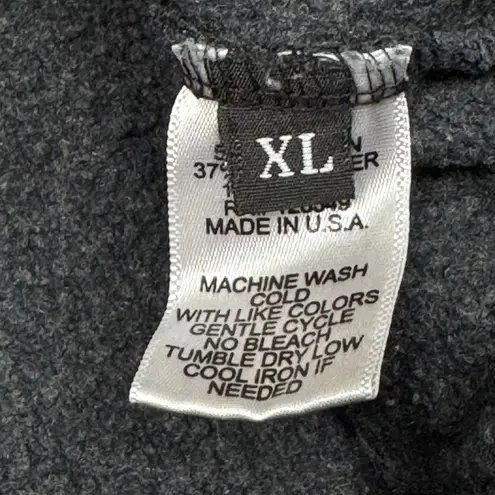 XL
37%
MADE IN U.S.A.
MACHINE WASH
COLD
WITH LIKE COLORS
GENTLE CYCLE
NO BLEACH
TUMBLE DRY LOW
COOL IRON IF
NEEDED